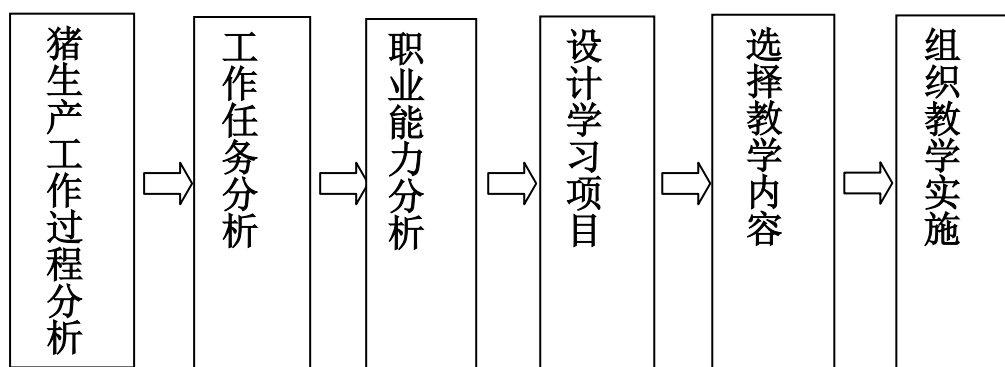 猪生产工作过程分析
工作任务分析
职业能力分析
设计学习项目
选择教学内容
组织教学实施